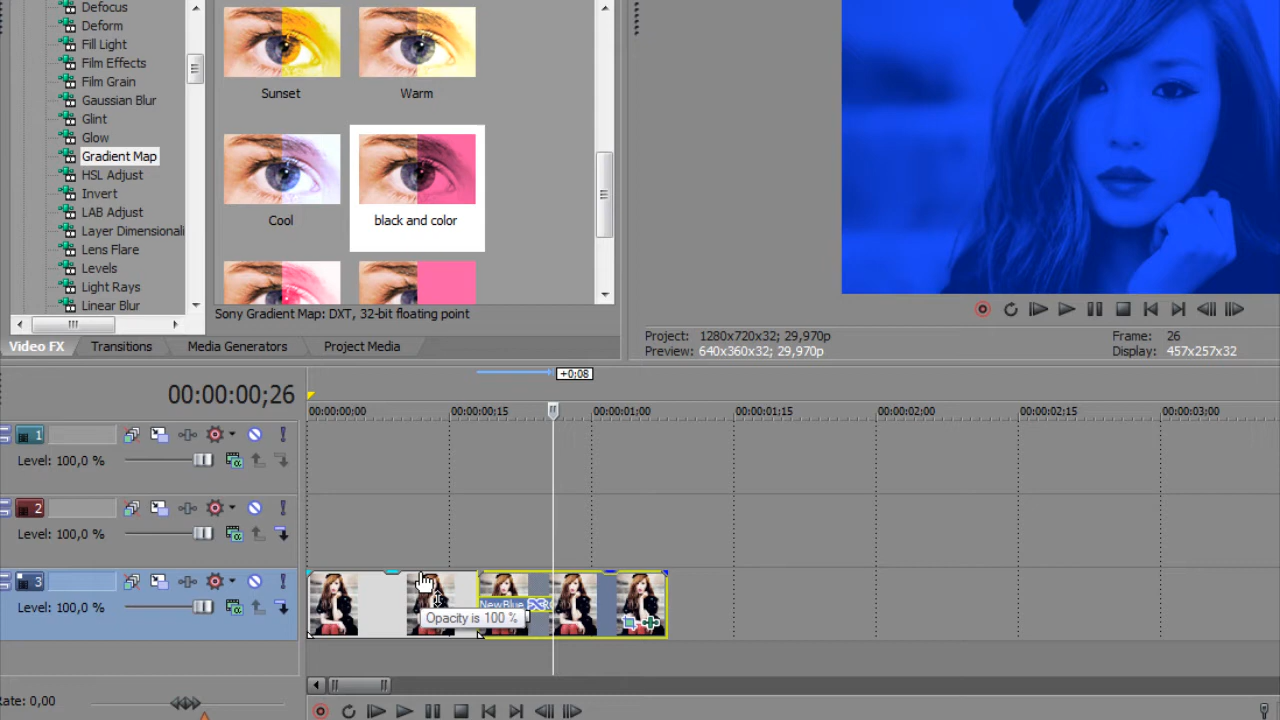 Defocus
Deform
Fill Light
Film Effects
Film Grain
Gaussian Blur
Glint
Glow
Gradient Map
HSL Adjust
Invert
LAB Adjust
Layer Dimensionali
Lens Flare
Levels
Light Rays
Linear Blur
Sunset
Warm
Cool
black and color
Sony Gradient Map: DXT, 32-bit floating point
Video FX
Transitions
Media Generators
Project Media
Project: 1280x720x32; 29,970p
Preview: 640x360x32; 29,970p
Frame: 26
Display: 457x257x32
+0;08
00:00:00;26
00:00:00;00
00:00:00;15
00:00:01;00
00:00:01;15
00:00:02;00
00:00:02;15
00:00:03;00
1
Level: 100,0 %
2
Level: 100,0 %
3
Level: 100,0 %
NewBlue
Opacity is 100 %
Rate: 0,00